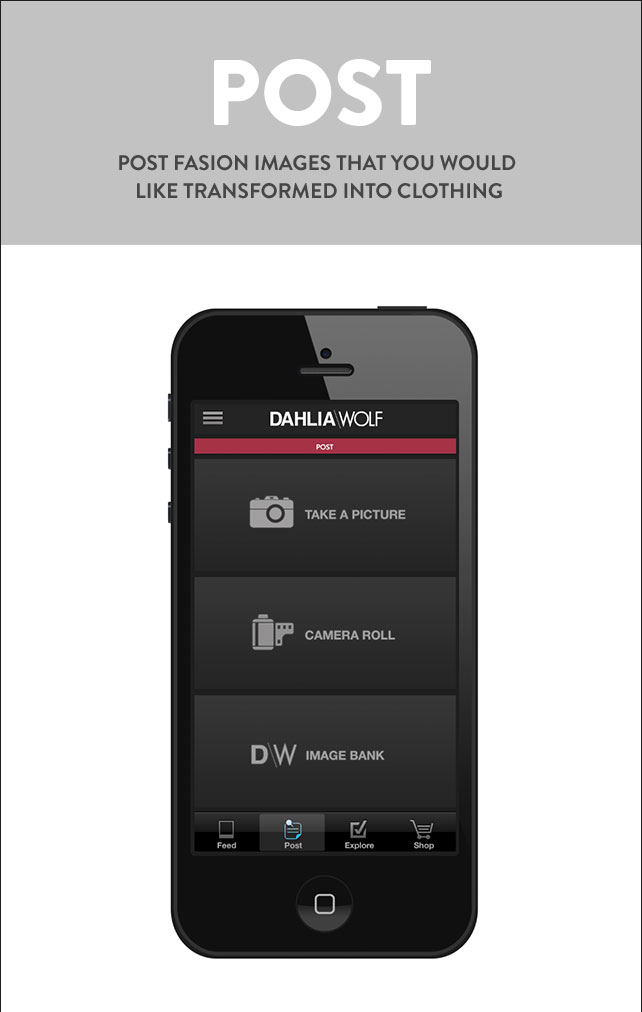 POST
POST FASION IMAGES THAT YOU WOULD
LIKE TRANSFORMED INTO CLOTHING
DAHLIA\WOLF
POST
TAKE A PICTURE
CAMERA ROLL
D\W IMAGE BANK
Feed Post Explore Shop